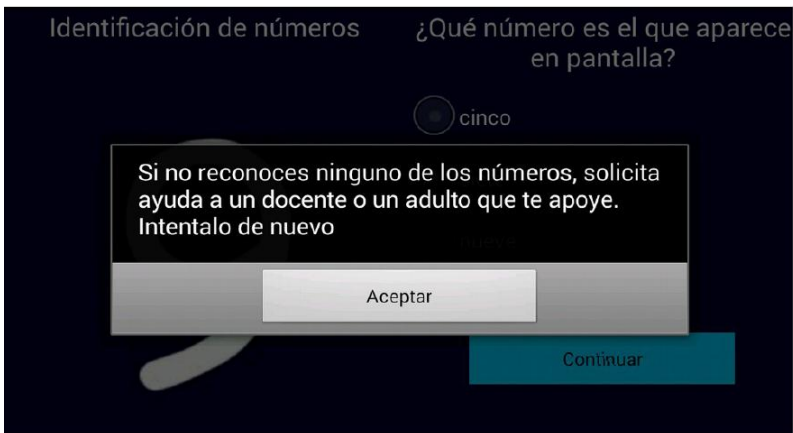 Identificación de números
¿Qué número es el que aparece
en pantalla?
cinco
Si no reconoces ninguno de los números, solicita
ayuda a un docente o un adulto que te apoye.
Intentalo de nuevo
nueve
Aceptar
Continuar